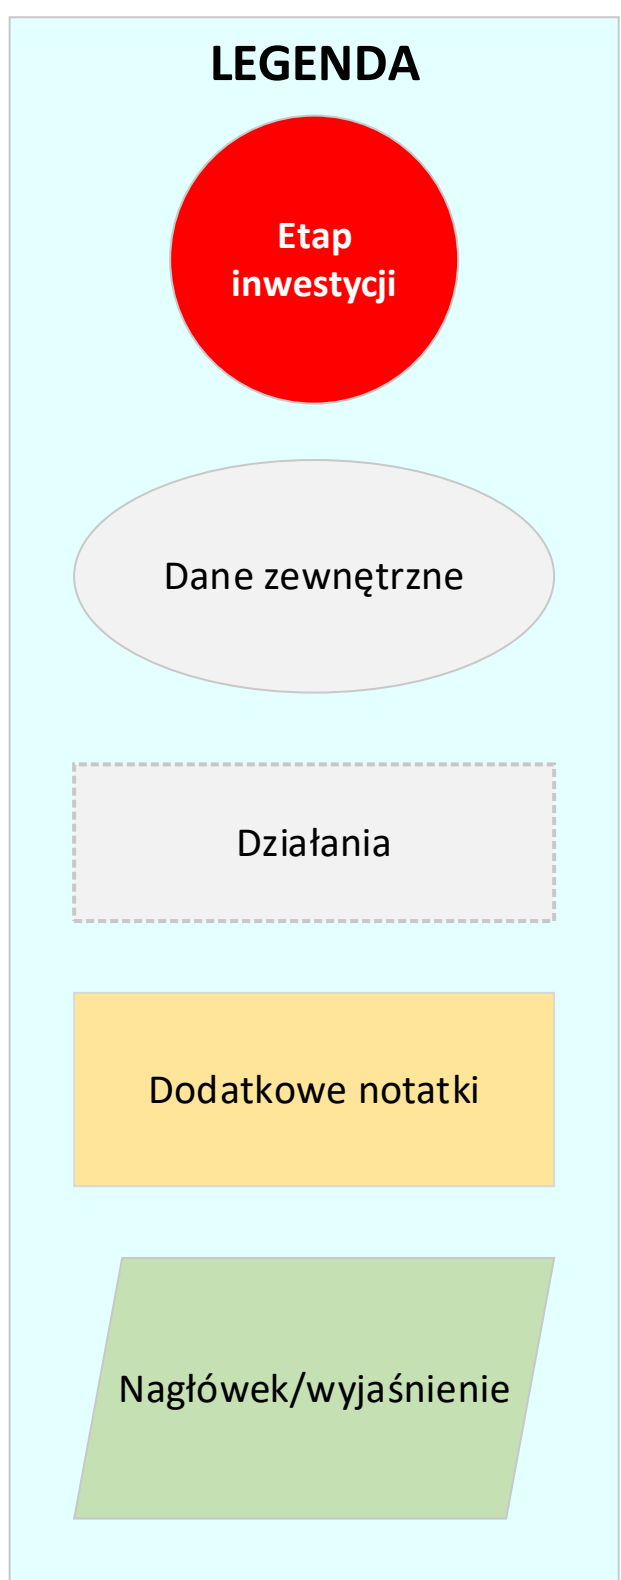 LEGENDA
Etap
inwestycji
Dane zewnętrzne
Działania
Dodatkowe notatki
Nagłówek/wyjaśnienie